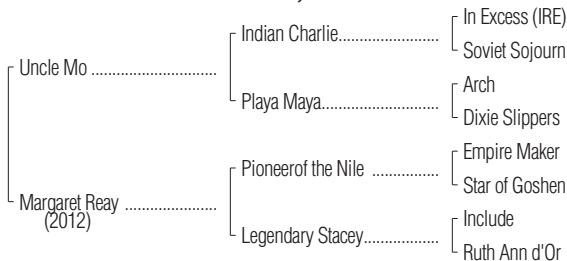 In Excess (IRE)
Indian Charlie....................
Soviet Sojourn
Uncle Mo .........................
Arch
Playa Maya.......................
Dixie Slippers
Empire Maker
Pioneerof the Nile .............
Star of Goshen
Margaret Reay ..................
(2012)
Include
Legendary Stacey..............
Ruth Ann d'Or